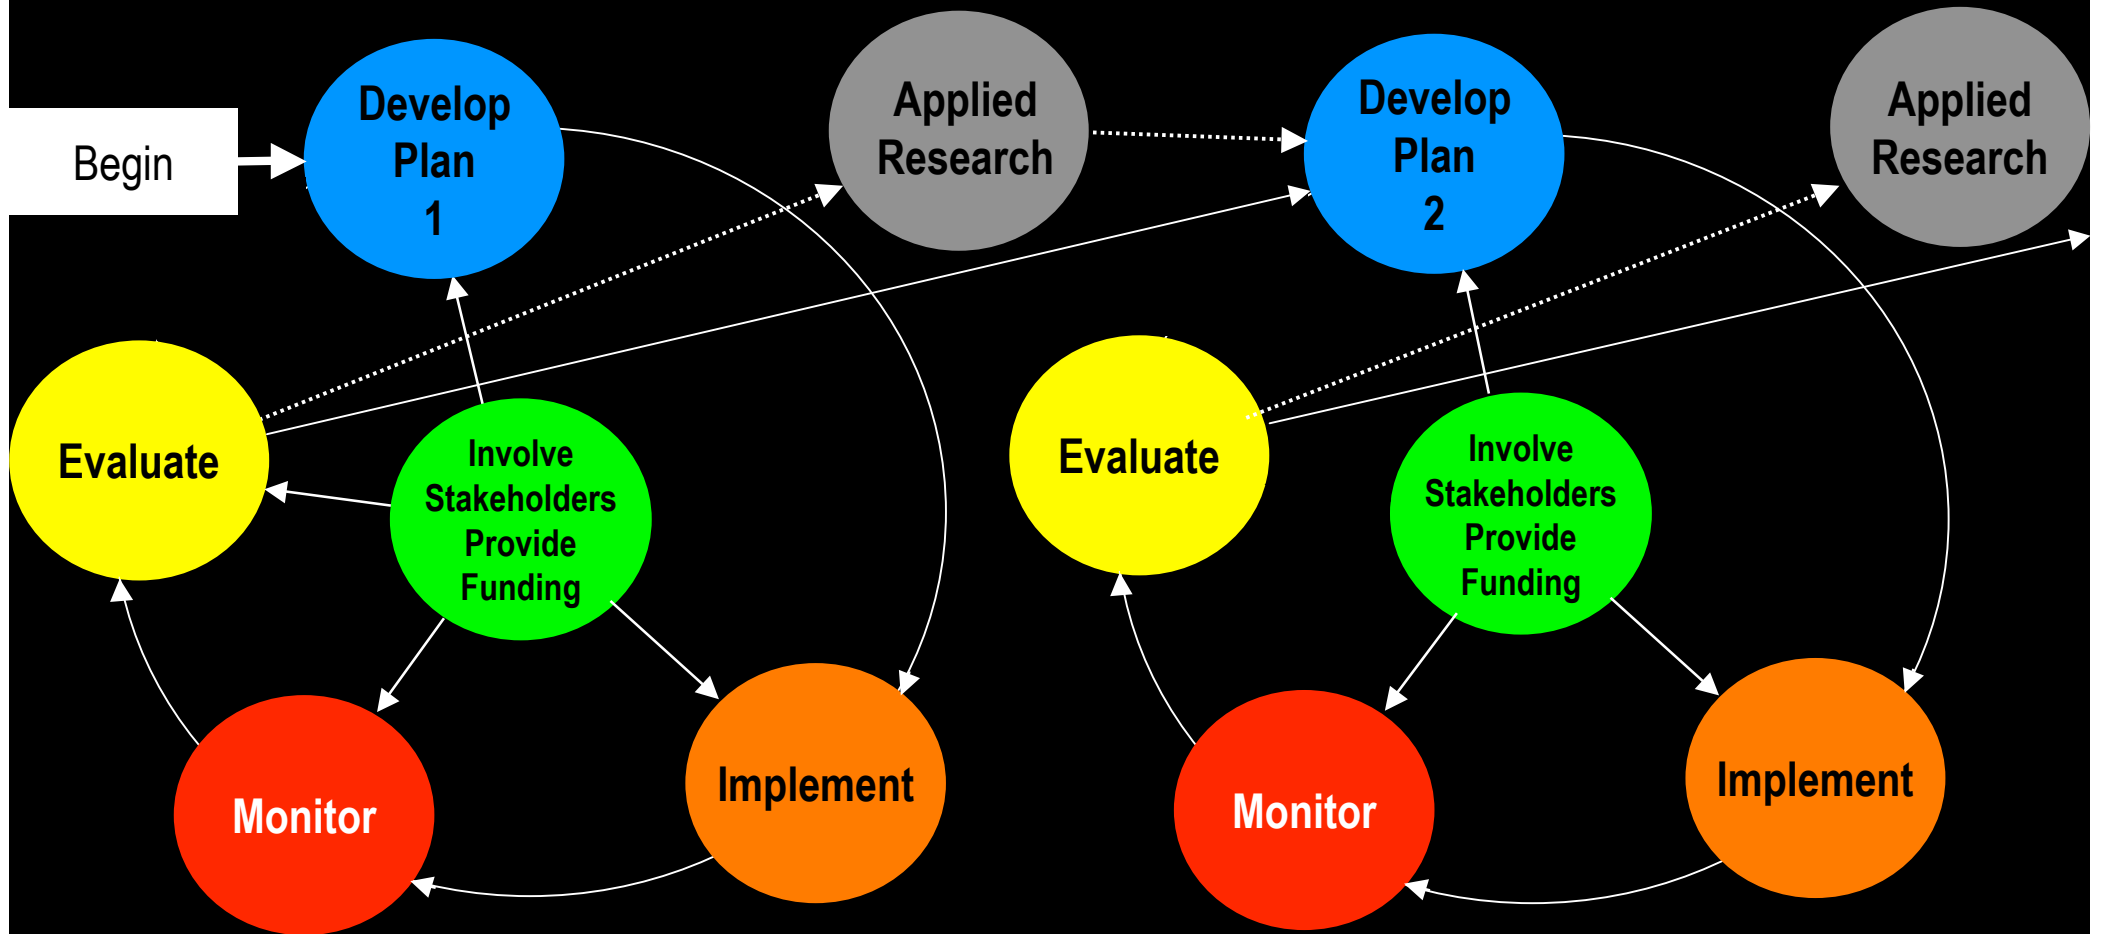 Begin
Develop
Plan
1
Applied
Research
Develop
Plan
2
Applied
Research
Evaluate
Involve
Stakeholders
Provide
Funding
Monitor
Implement
Evaluate
Involve
Stakeholders
Provide
Funding
Monitor
Implement